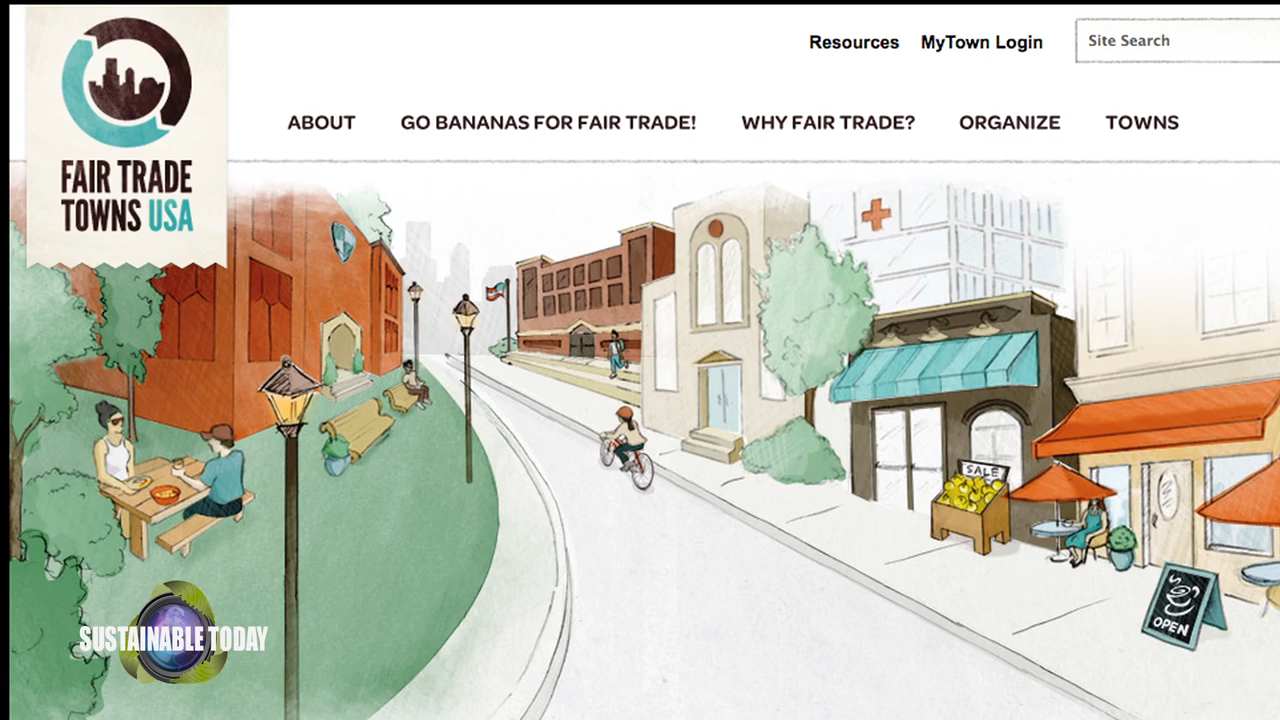 Resources MyTown Login Site Search
ABOUT GO BANANAS FOR FAIR TRADE! WHY FAIR TRADE? ORGANIZE TOWNS
FAIR TRADE
TOWNS USA
SALE
OPEN
SUSTAINABLE TODAY